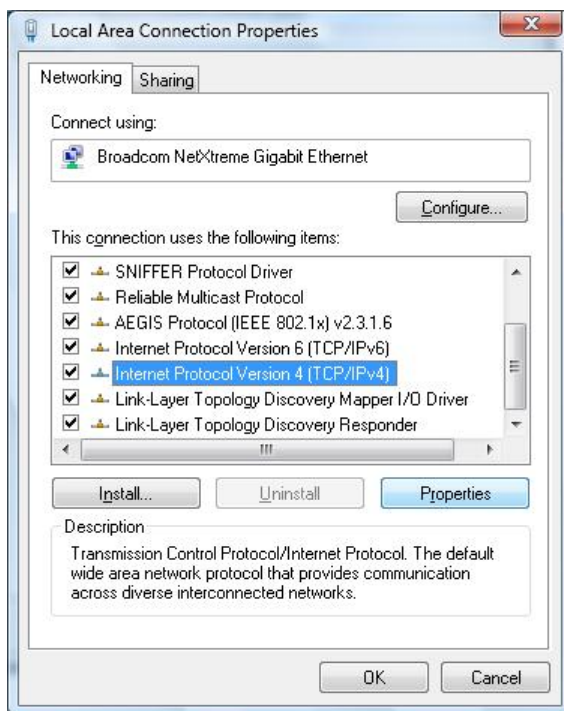 Local Area Connection Properties
Networking
Sharing
Connect using:
Broadcom NetXtreme Gigabit Ethernet
Configure...
This connection uses the following items:
SNIFFER Protocol Driver
Reliable Multicast Protocol
AEGIS Protocol (IEEE 802.1x) v2.3.1.6
Internet Protocol Version 6 (TCP/IPv6)
Internet Protocol Version 4 (TCP/IPv4)
Link-Layer Topology Discovery Mapper I/O Driver
Link-Layer Topology Discovery Responder
Install...
Uninstall
Properties
Description
Transmission Control Protocol/Internet Protocol. The default
wide area network protocol that provides communication
across diverse interconnected networks.
OK
Cancel